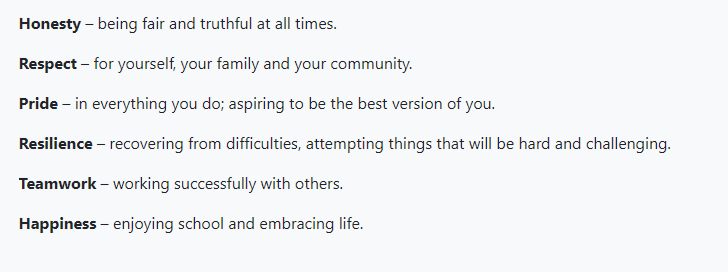 Honesty – being fair and truthful at all times.
Respect – for yourself, your family and your community.
Pride – in everything you do; aspiring to be the best version of you.
Resilience – recovering from difficulties, attempting things that will be hard and challenging.
Teamwork – working successfully with others.
Happiness – enjoying school and embracing life.